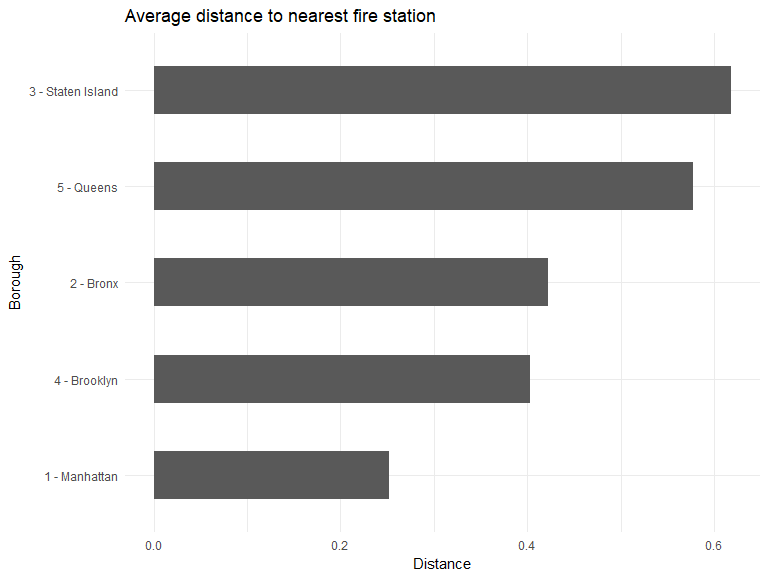 Average distance to nearest fire station
Borough
3 - Staten Island
5 - Queens
2 - Bronx
4 - Brooklyn
1 - Manhattan
0.0 0.2 0.4 0.6
Distance